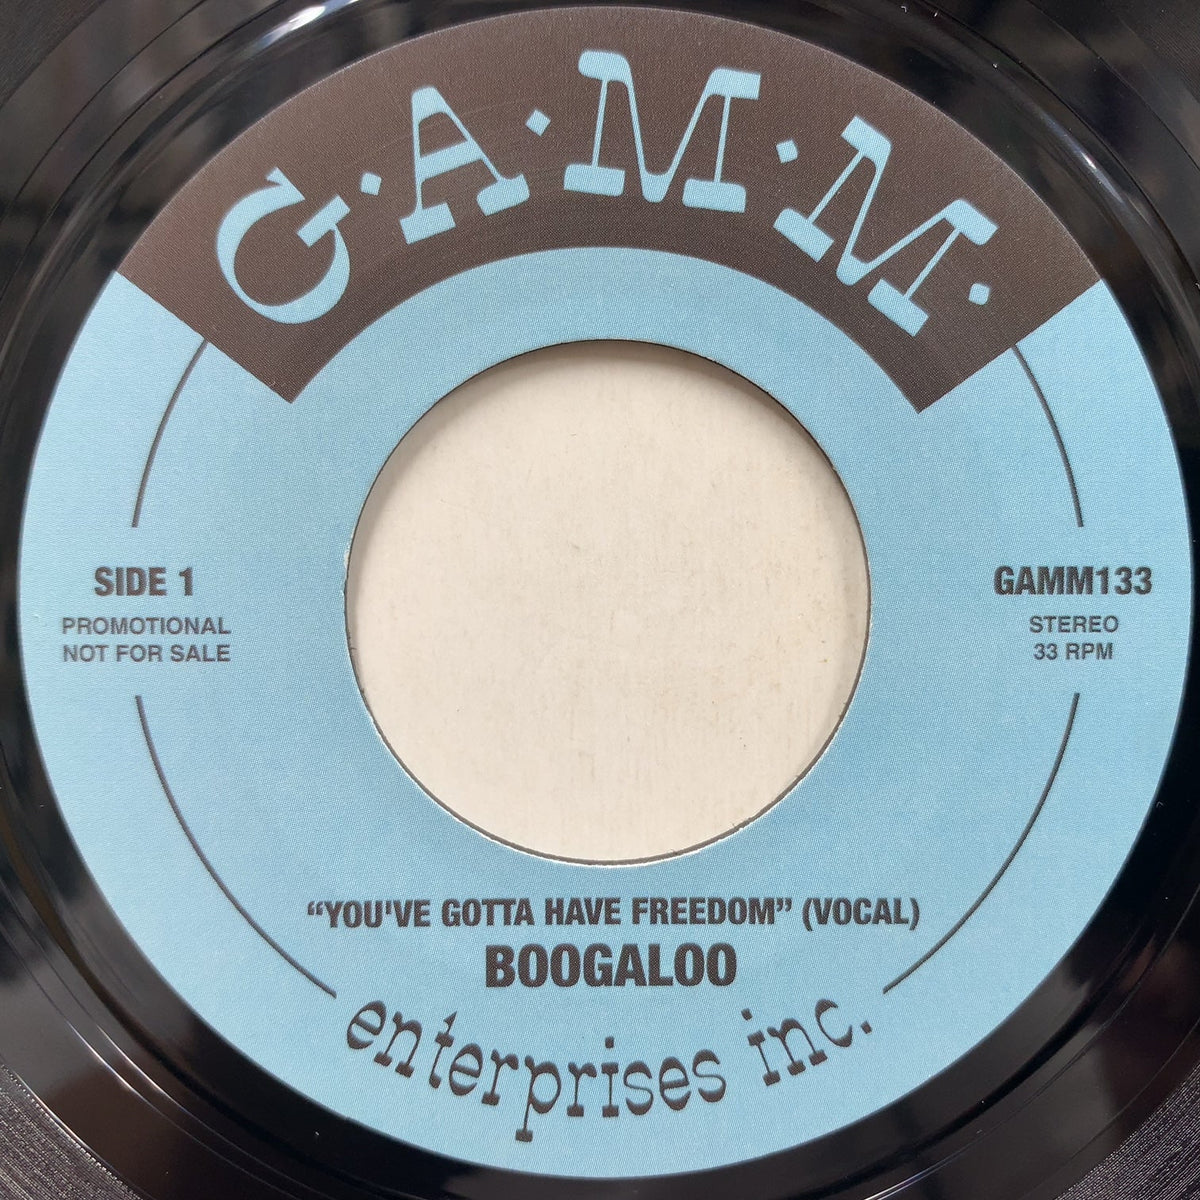 G·A·M·M·
SIDE 1
PROMOTIONAL
NOT FOR SALE
GAMM133
STEREO
33 RPM
“YOU'VE GOTTA HAVE FREEDOM” (VOCAL)
BOOGALOO
enterprises inc.